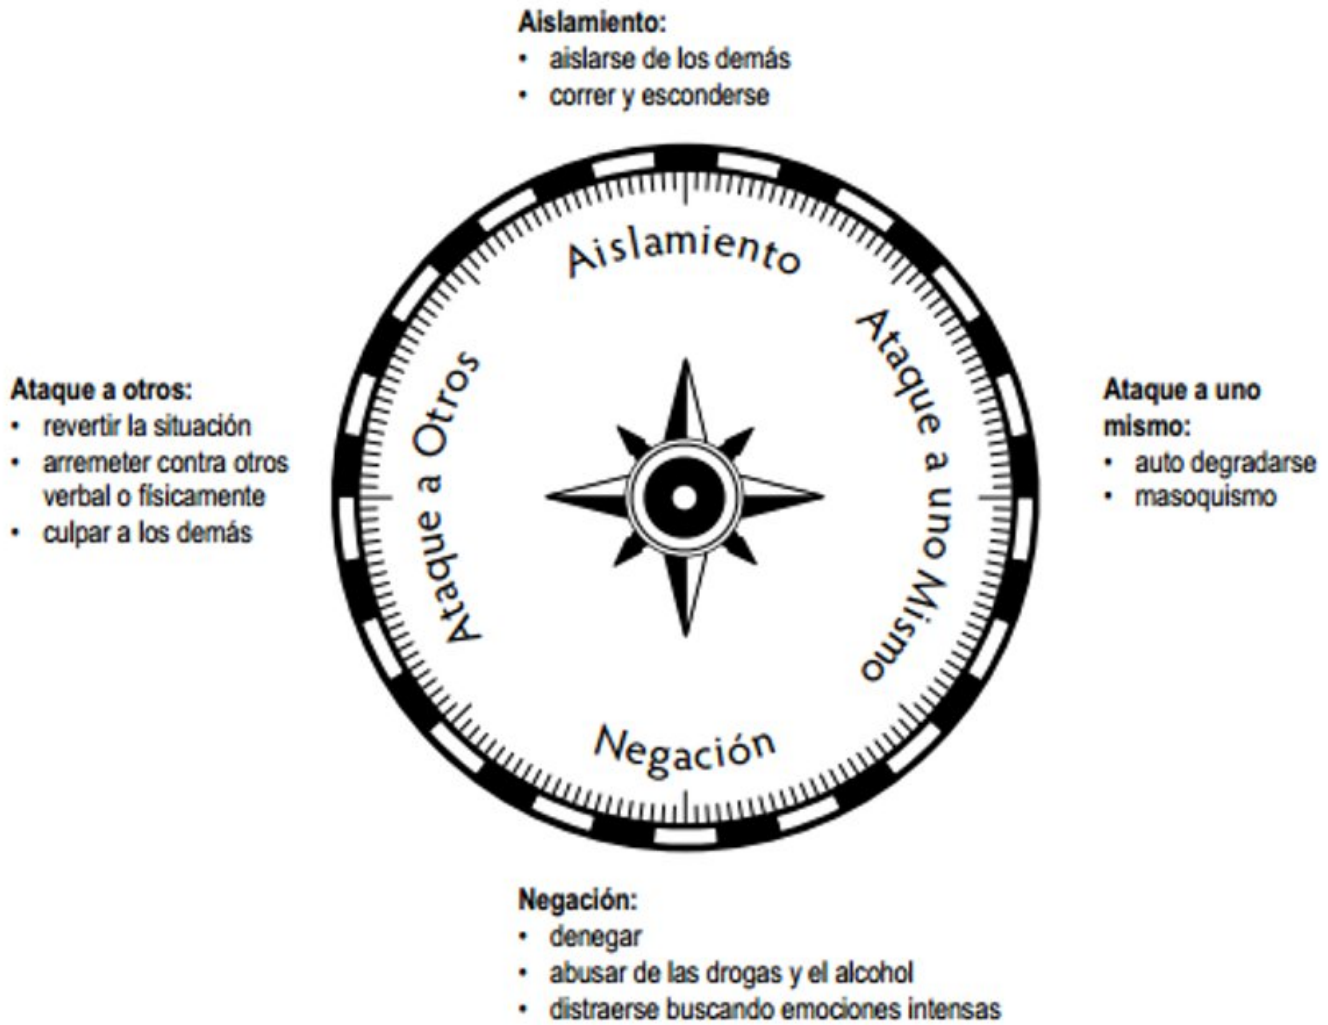 Aislamiento:
• aislarse de los demás
• correr y esconderse
Aislamiento
Ataque a otros:
• revertir la situación
• arremeter contra otros
verbal o físicamente
• culpar a los demás
Ataque a Otros
Ataque a uno Mismo
Ataque a uno
mismo:
• auto degradarse
• masoquismo
Negación
Negación:
• denegar
• abusar de las drogas y el alcohol
• distraerse buscando emociones intensas